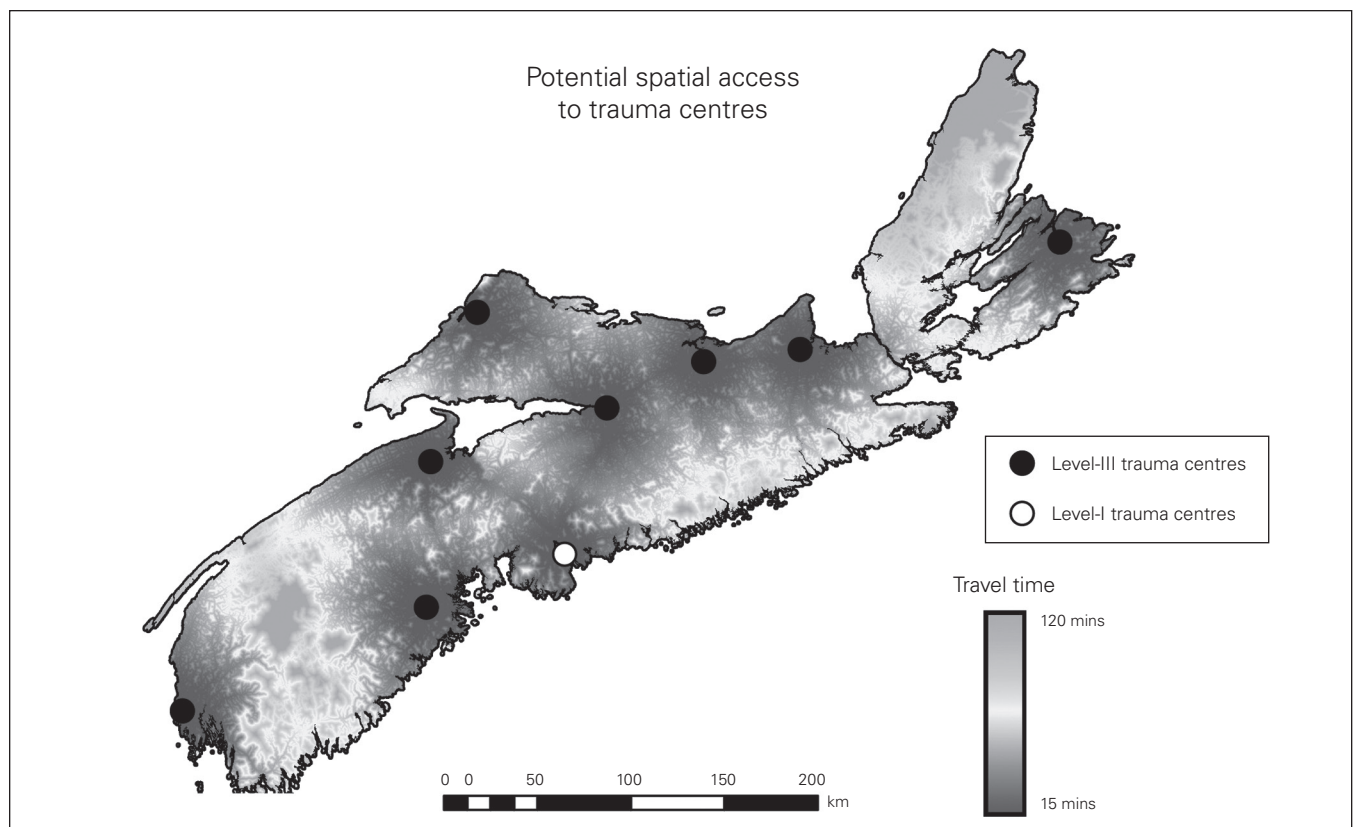 Potential spatial access
to trauma centres
Level-III trauma centres
Level-I trauma centres
Travel time
120 mins
15 mins
0 0 50 100 150 200
km